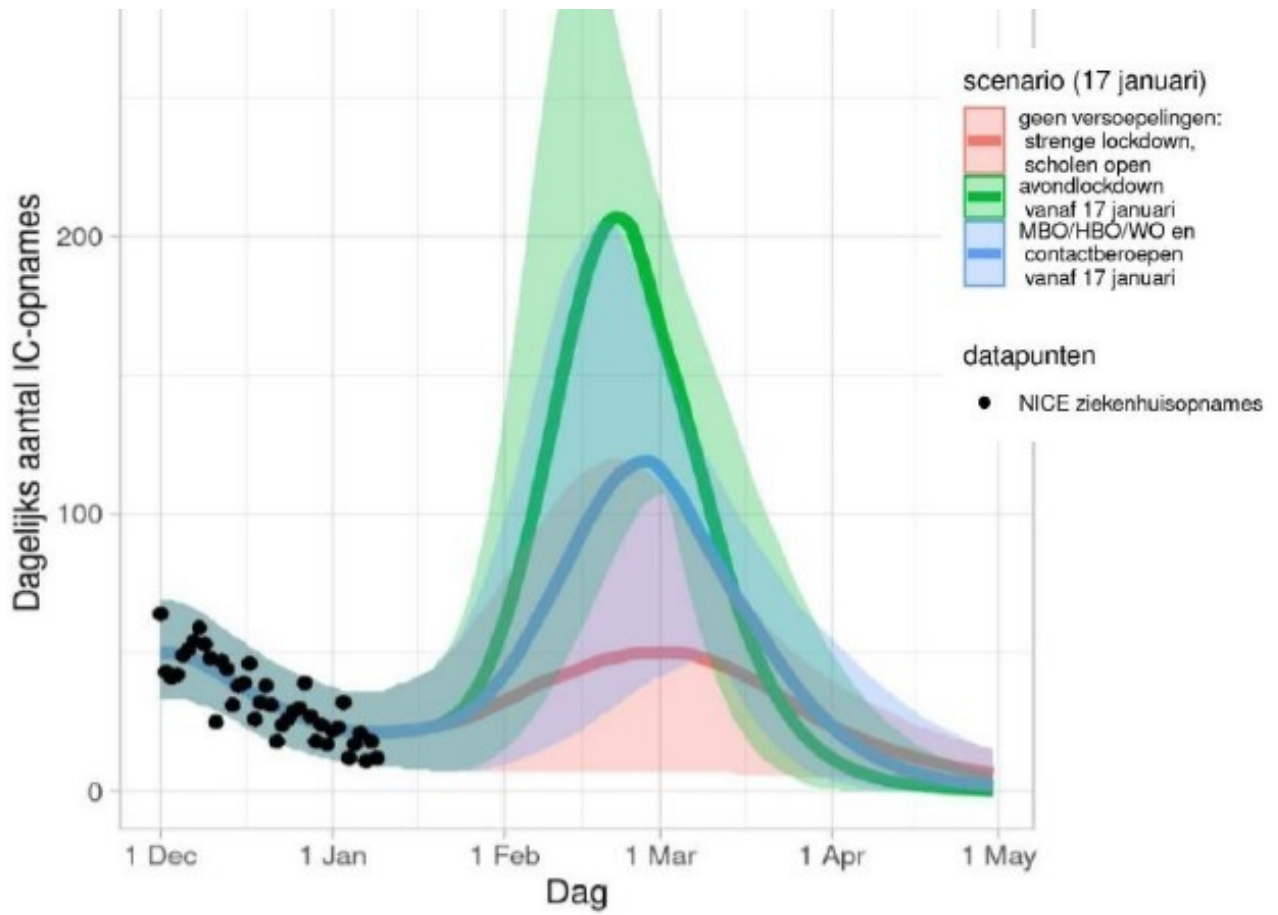 scenario (17 januari)
geen versoepelingen:
strenge lockdown,
scholen open
avondlockdown
vanaf 17 januari
MBO/HBO/WO en
contactberoepen
vanaf 17 januari
datapunten
NICE ziekenhuisopnames
Dagelijks aantal IC-opnames
200
100
0
1 Dec
1 Jan
1 Feb
1 Mar
1 Apr
1 May
Dag